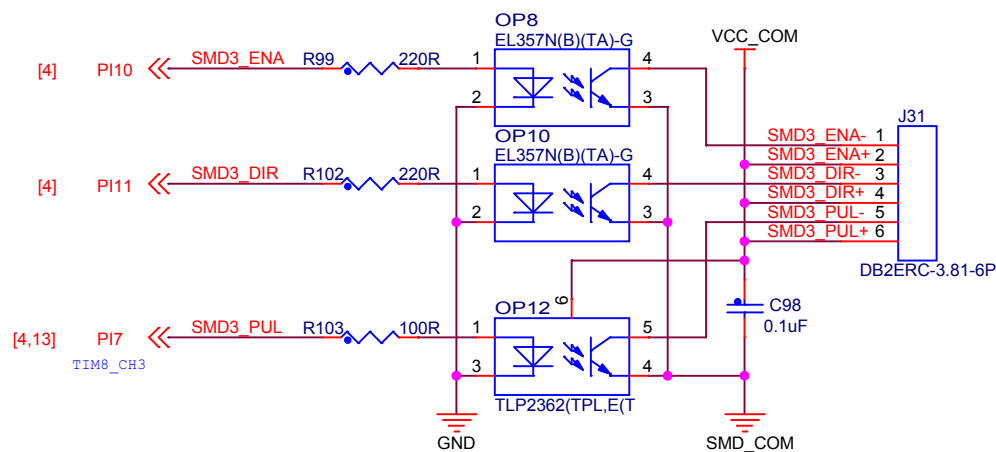 OP8
EL357N(B)(TA)-G
VCC_COM
[4] PI10 SMD3_ENA R99 220R 1 4
2 3
J31
OP10
EL357N(B)(TA)-G
SMD3_ENA- 1
SMD3_ENA+ 2
[4] PI11 SMD3_DIR R102 220R 1 4 SMD3_DIR- 3
SMD3_DIR+ 4
2 3 SMD3_PUL- 5
SMD3_PUL+ 6
DB2ERC-3.81-6P
6
OP12
C98
0.1uF
[4,13] PI7 SMD3_PUL R103 100R 1 5
TIM8_CH3
3 4
TLP2362(TPL,E(T
GND
SMD_COM